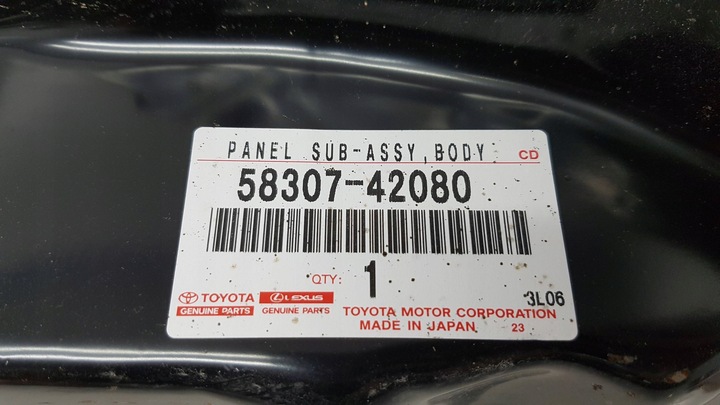 PANEL SUB-ASSY, BODY CD
58307-42080
QTY: 1
3L06
TOYOTA LEXUS
GENUINE PARTS GENUINE PARTS
TOYOTA MOTOR CORPORATION
MADE IN JAPAN 23